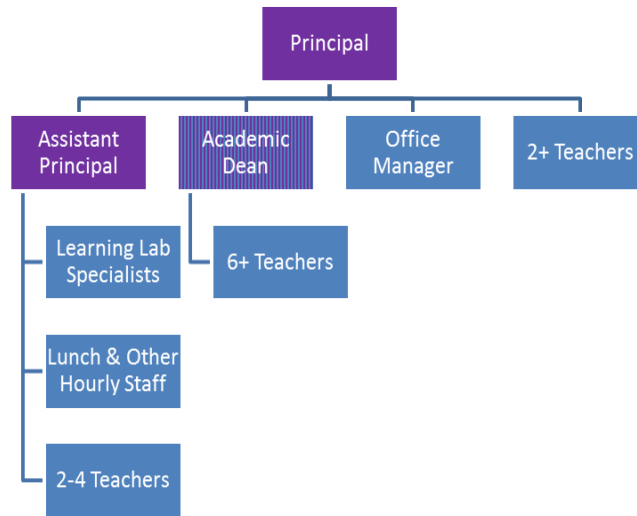 Principal
Assistant
Principal
Academic
Dean
Office
Manager
2+ Teachers
Learning Lab
Specialists
6+ Teachers
Lunch & Other
Hourly Staff
2-4 Teachers